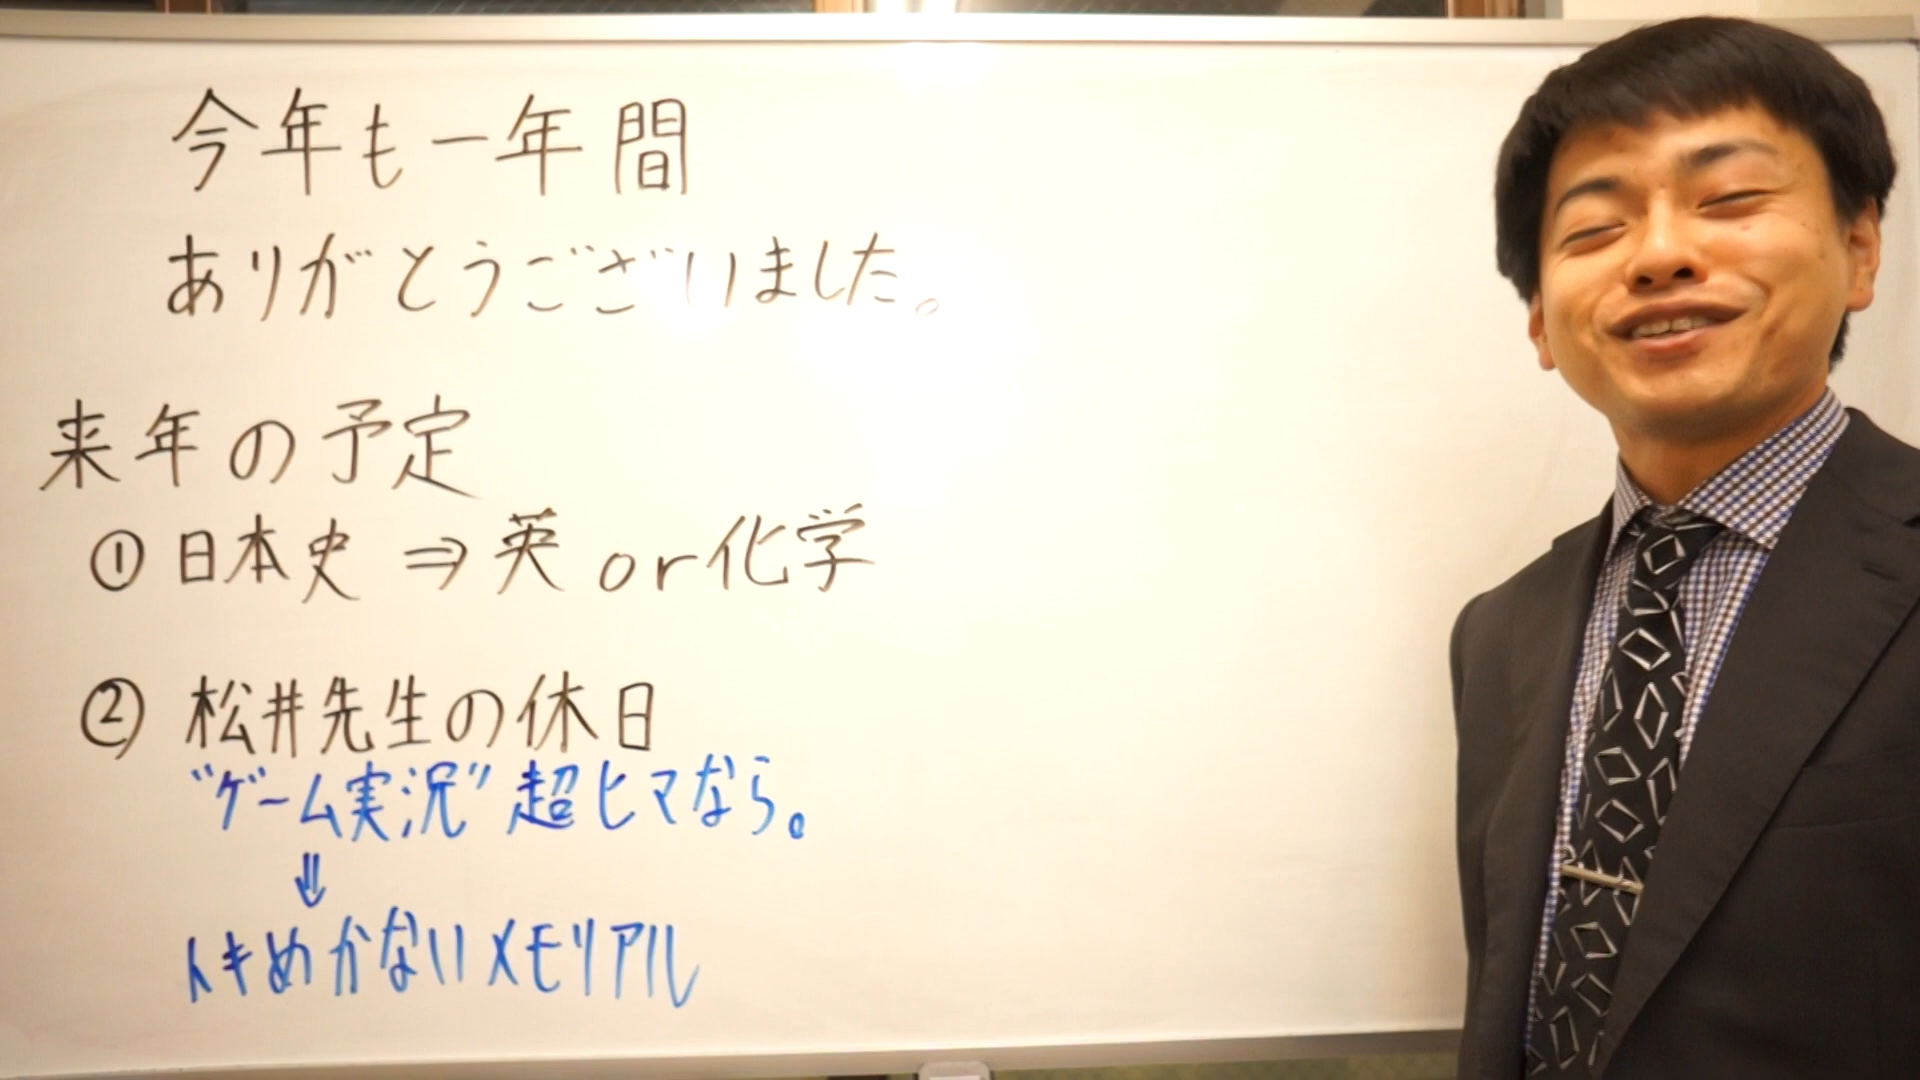 今年も一年間
ありがとうございました。
来年の予定
① 日本史 ⇒ 英 or 化学
② 松井先生の休日
"ゲーム実況" 超ヒマなら。
⇓
トキめかないメモリアル